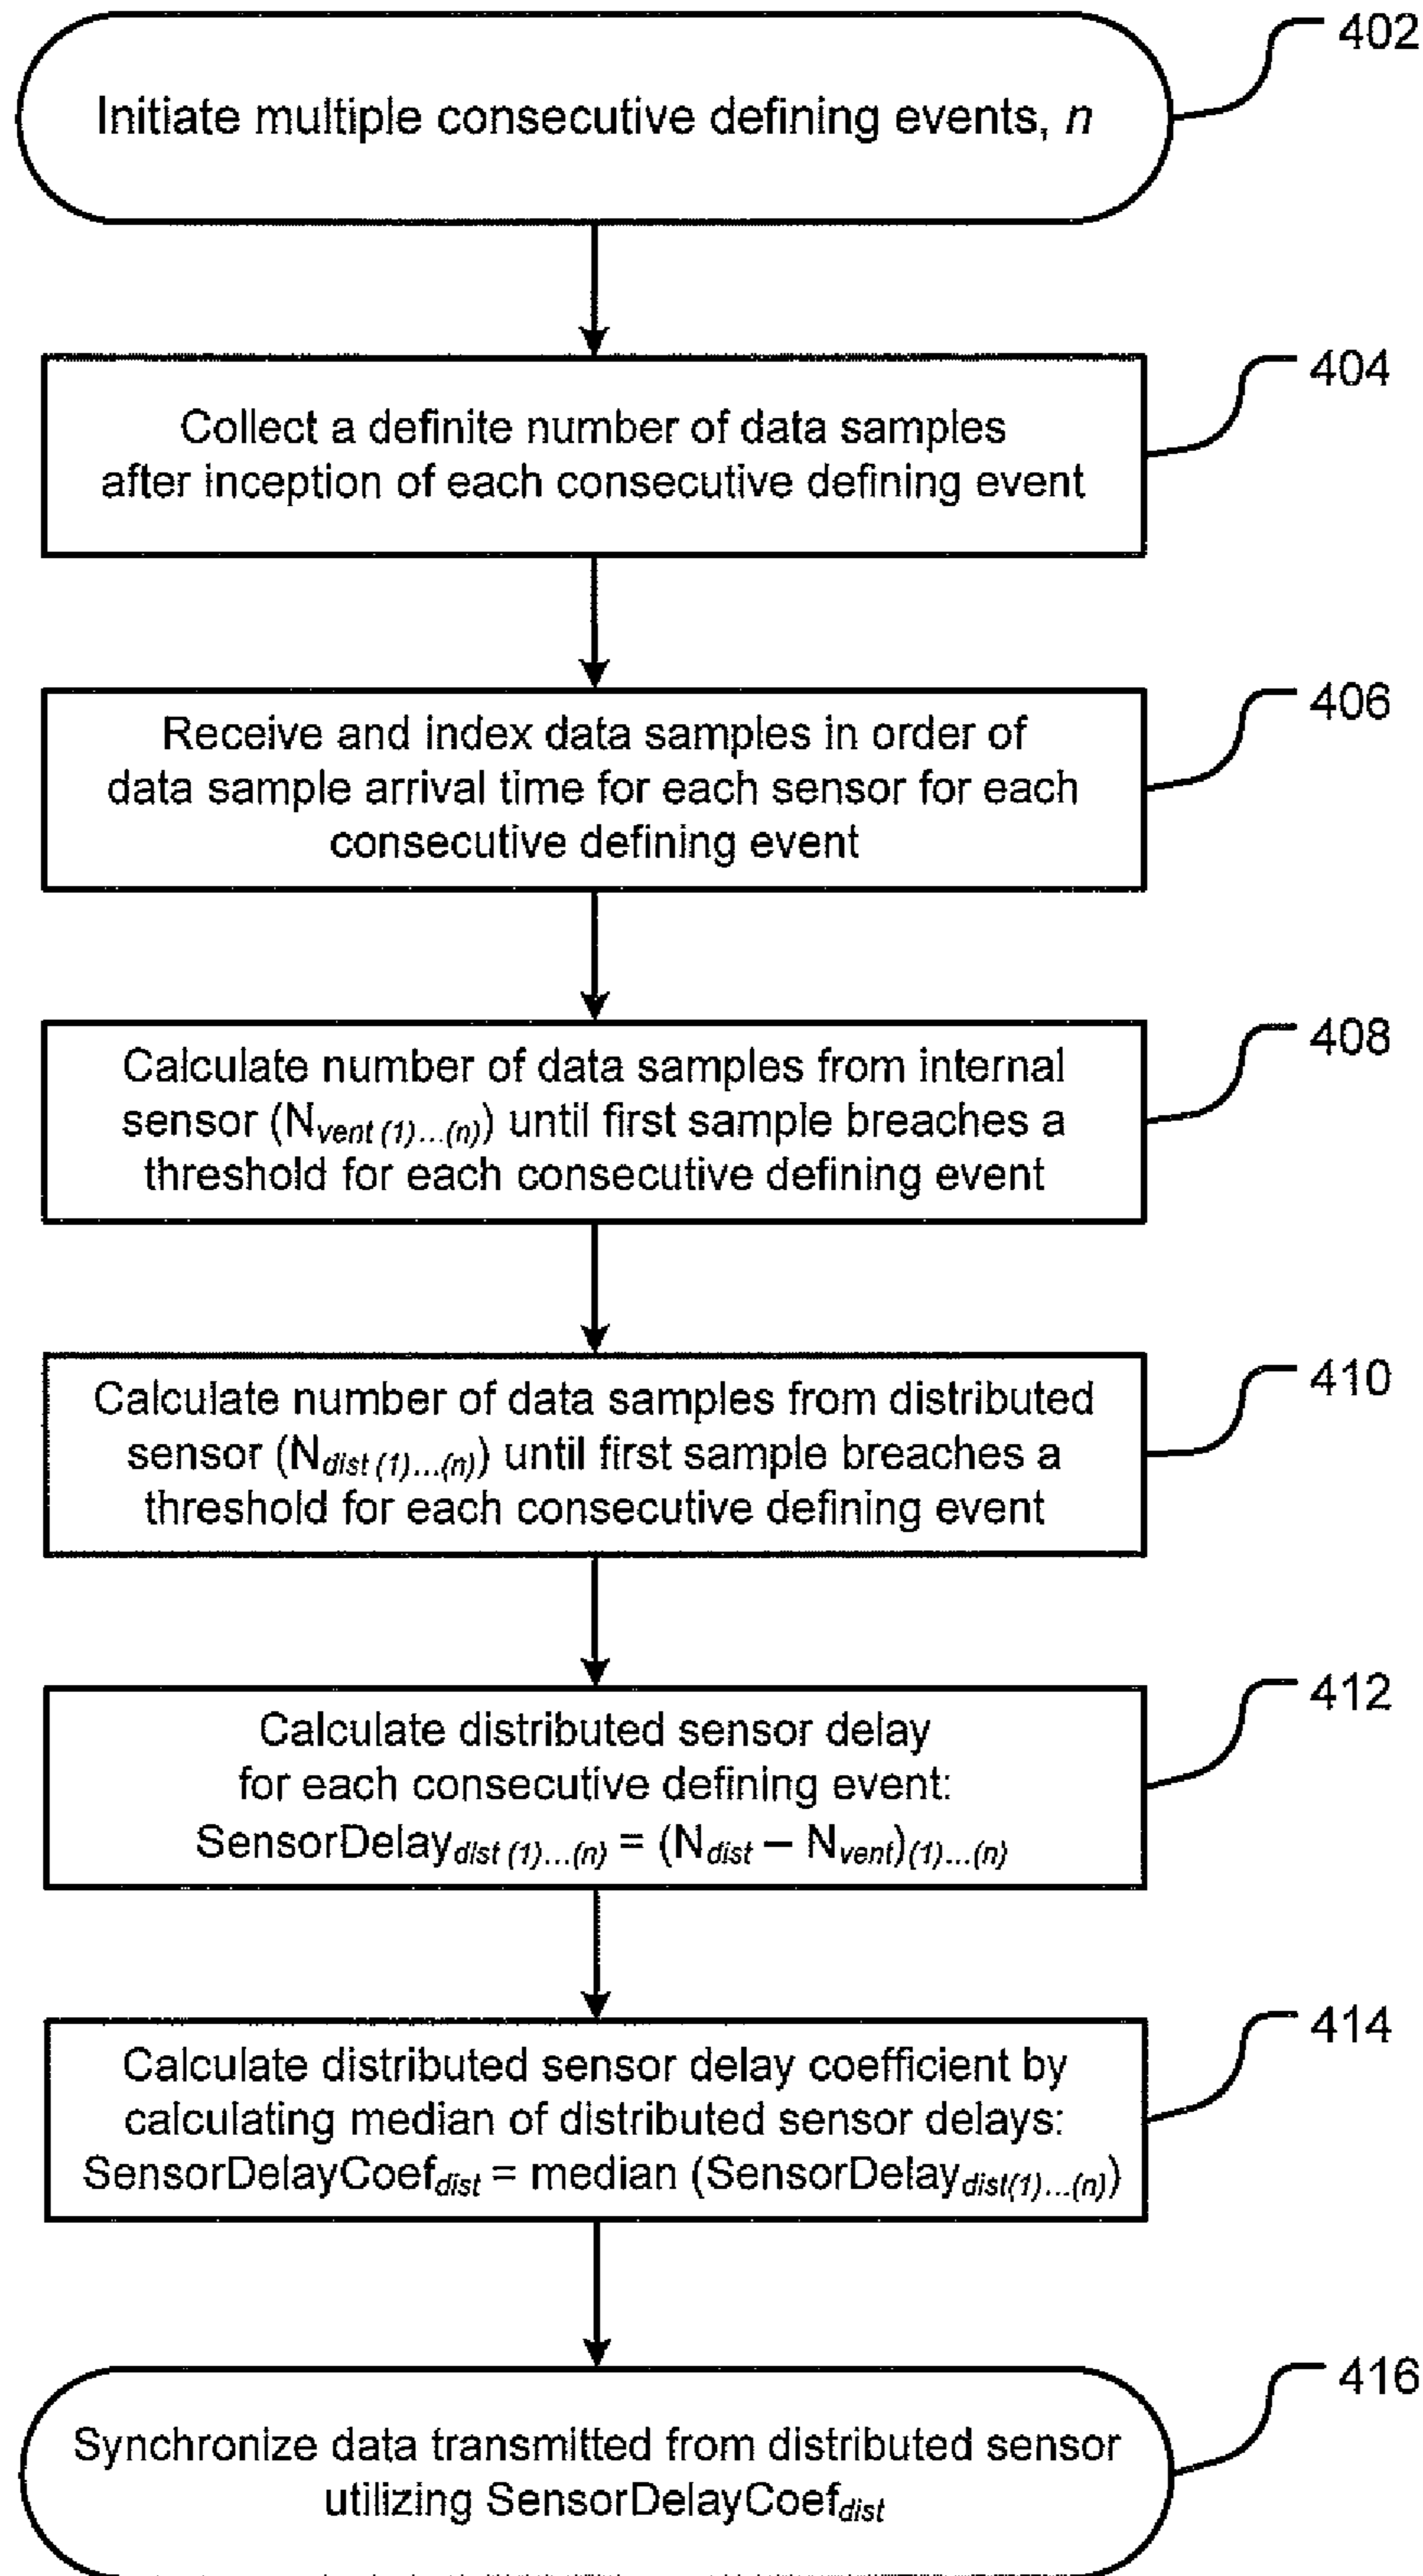 402
Initiate multiple consecutive defining events, n
404
Collect a definite number of data samples
after inception of each consecutive defining event
406
Receive and index data samples in order of
data sample arrival time for each sensor for each
consecutive defining event
408
Calculate number of data samples from internal
sensor (Nvent (1)...(n)) until first sample breaches a
threshold for each consecutive defining event
410
Calculate number of data samples from distributed
sensor (Ndist (1)...(n)) until first sample breaches a
threshold for each consecutive defining event
412
Calculate distributed sensor delay
for each consecutive defining event:
SensorDelaydist (1)...(n) = (Ndist – Nvent)(1)...(n)
414
Calculate distributed sensor delay coefficient by
calculating median of distributed sensor delays:
SensorDelayCoefdist = median (SensorDelaydist(1)...(n))
416
Synchronize data transmitted from distributed sensor
utilizing SensorDelayCoefdist